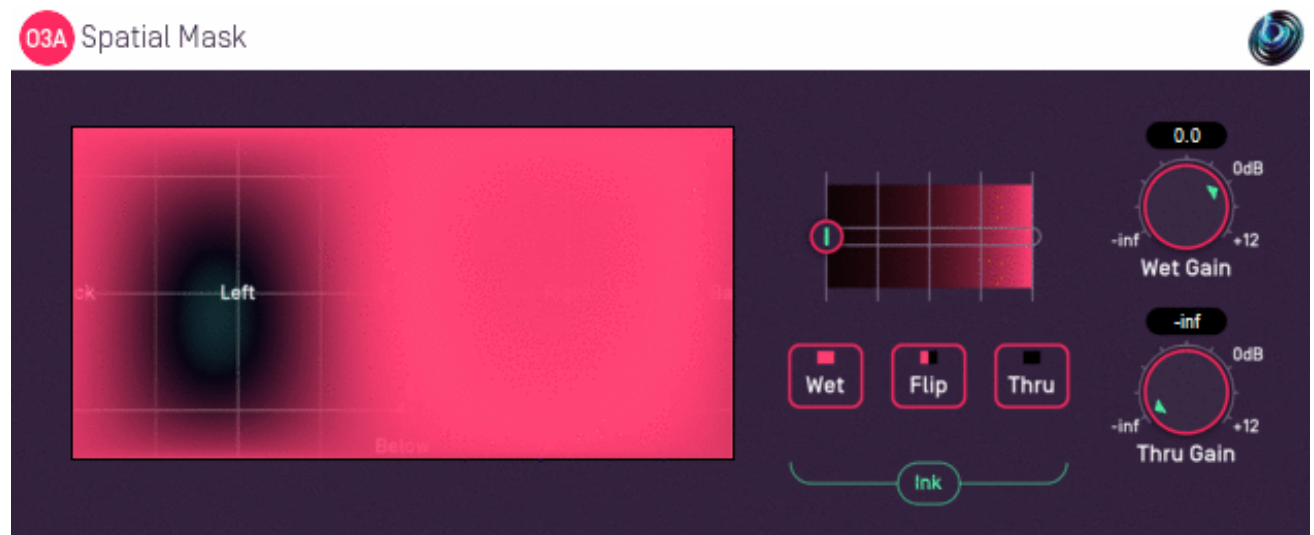 O3A Spatial Mask
Left
Below
Wet
Flip
Thru
Ink
0.0
0dB
-inf
+12
Wet Gain
-inf
0dB
-inf
+12
Thru Gain